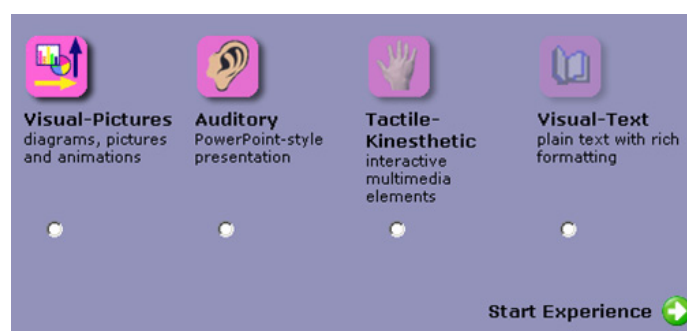 Visual-Pictures
diagrams, pictures
and animations
Auditory
PowerPoint-style
presentation
Tactile-
Kinesthetic
interactive
multimedia
elements
Visual-Text
plain text with rich
formatting
Start Experience